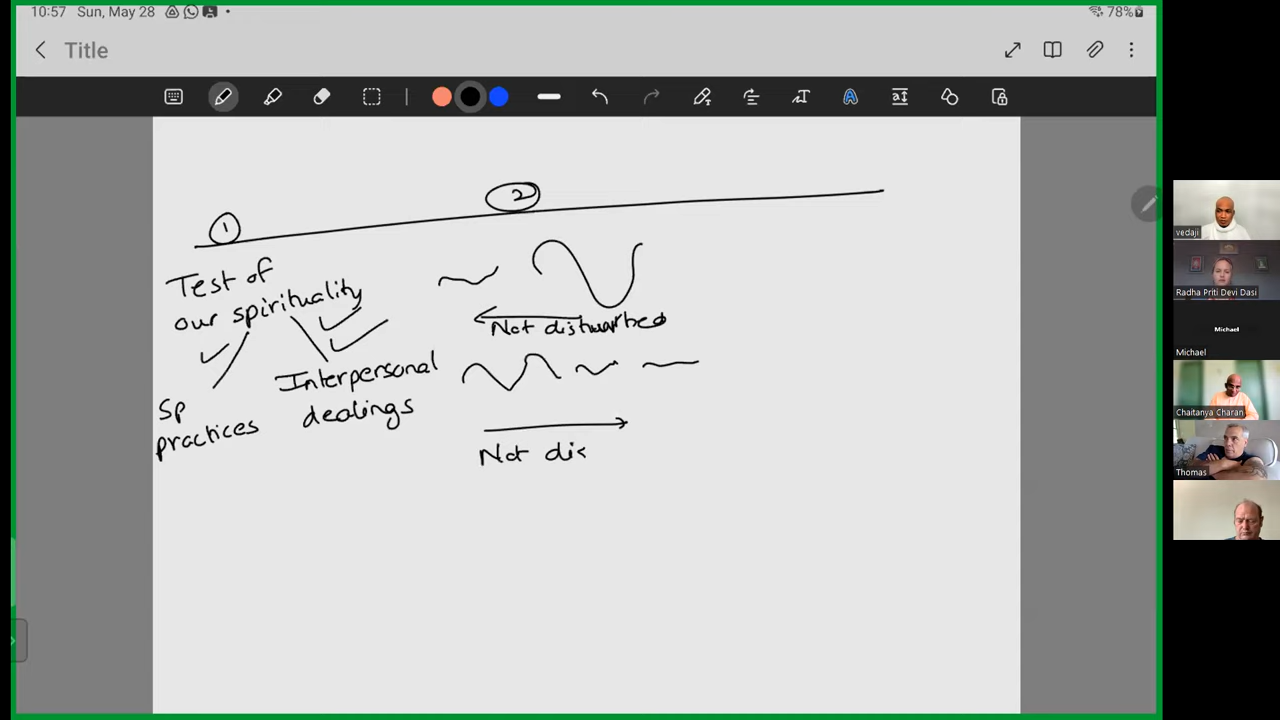 10:57 Sun, May 28
78%
Title
1
2
Test of
our spirituality
Not disturbed
Interpersonal
dealings
Sp
practices
Not dis
vedaji
Radha Priti Devi Dasi
Michael
Michael
Chaitanya Charan
Thomas